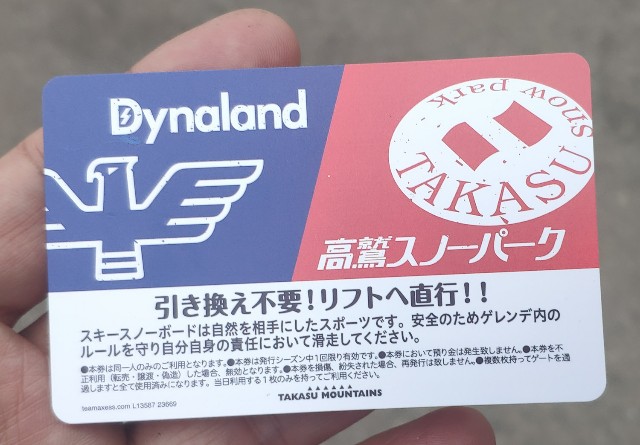 Dynaland
TAKASU snow park
高鷲スノーパーク
引き換え不要！リフトへ直行！！
スキースノーボードは自然を相手にしたスポーツです。安全のためゲレンデ内の
ルールを守り自分自身の責任において滑走してください。
●本券は同一人のみのご利用となります。●本券は発行シーズン中1回限り有効です。●本券において預り金は発生致しません。●本券を不
正利用（転売・譲渡・偽造）した場合、無効となります。●本券を損傷、紛失された場合、再発行は致しません。●複数枚持ってゲートを通
過しますと全て使用済みになります。当日利用する1枚のみを持ってご利用ください。
teamaxess.com L13587 23669
TAKASU MOUNTAINS